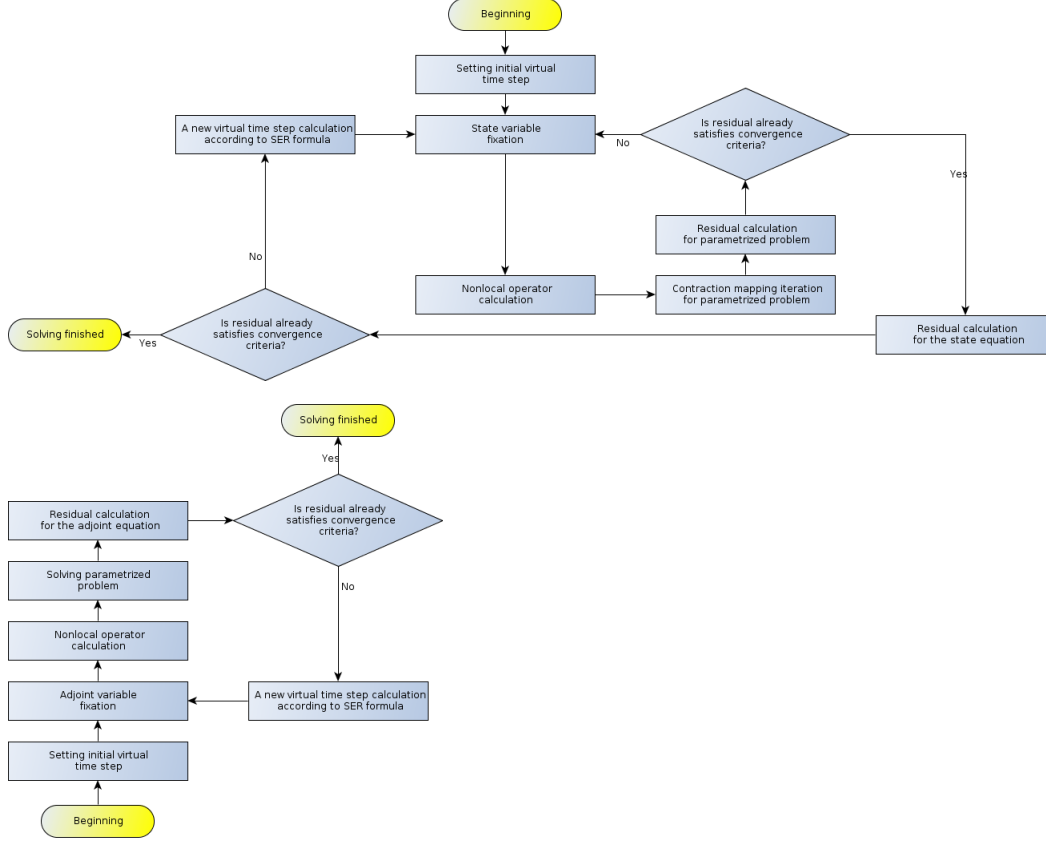 Beginning
Setting initial virtual
time step
A new virtual time step calculation
according to SER formula
State variable
fixation
Is residual already
satisfies convergence
criteria?
No
Yes
Residual calculation
for parametrized problem
No
Nonlocal operator
calculation
Contraction mapping iteration
for parametrized problem
Solving finished
Yes
Is residual already
satisfies convergence
criteria?
Residual calculation
for the state equation
Solving finished
Yes
Residual calculation
for the adjoint equation
Is residual already
satisfies convergence
criteria?
Solving parametrized
problem
No
Nonlocal operator
calculation
Adjoint variable
fixation
A new virtual time step calculation
according to SER formula
Setting initial virtual
time step
Beginning